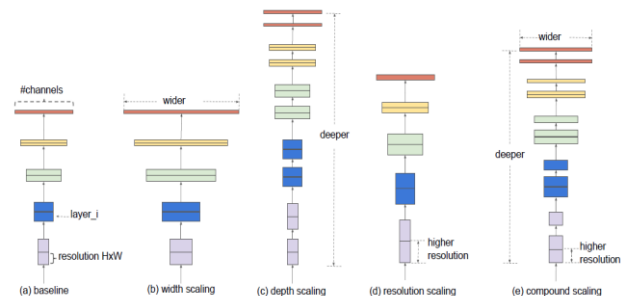 #channels
layer_i
resolution HxW
(a) baseline
wider
(b) width scaling
deeper
(c) depth scaling
higher
resolution
(d) resolution scaling
wider
deeper
higher
resolution
(e) compound scaling